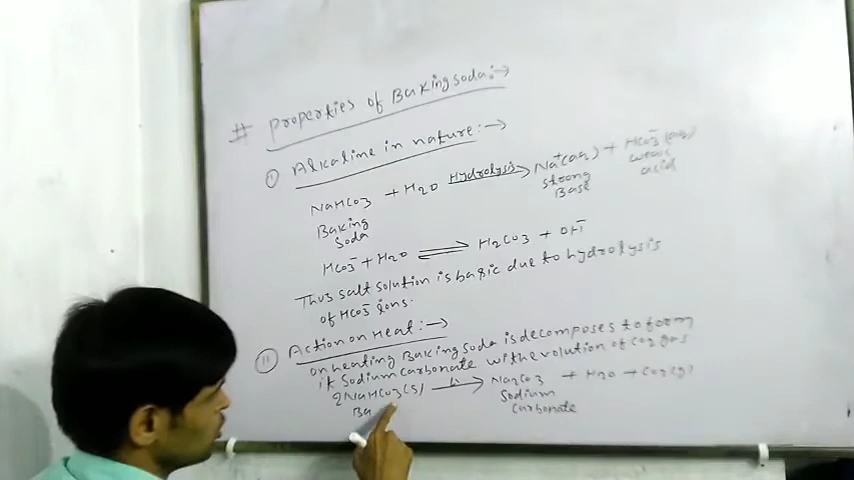 # Properties of Baking soda:→
(I) Alkaline in nature:→
NaHCO3 + H2O Hydrolysis→ Na+(aq) + HCO3-(aq)
Baking Soda
strong Base
weak acid
HCO3- + H2O ⇌ H2CO3 + OH-
Thus salt solution is basic due to hydrolysis
of HCO3- ions.
(II) Action on Heat:→
on heating Baking soda is decomposes to form
it Sodium carbonate with evolution of CO2 gas
2NaHCO3(s) → Na2CO3 + H2O + CO2(g)
Ba
Sodium carbonate